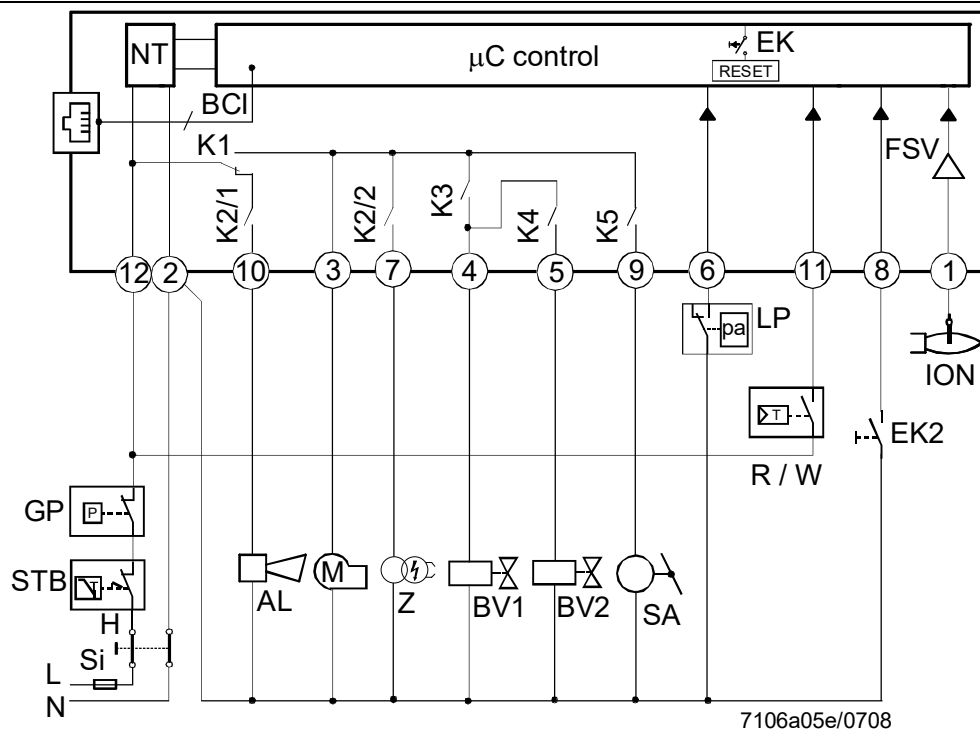 NT
µC control
EK
RESET
BCI
FSV
K1
K2/1
K2/2
K3
K4
K5
12
2
10
3
7
4
5
9
6
11
8
1
LP
pa
ION
T
EK2
R / W
GP
P
STB
T
H
AL
M
Z
BV1
BV2
SA
Si
L
N
7106a05e/0708